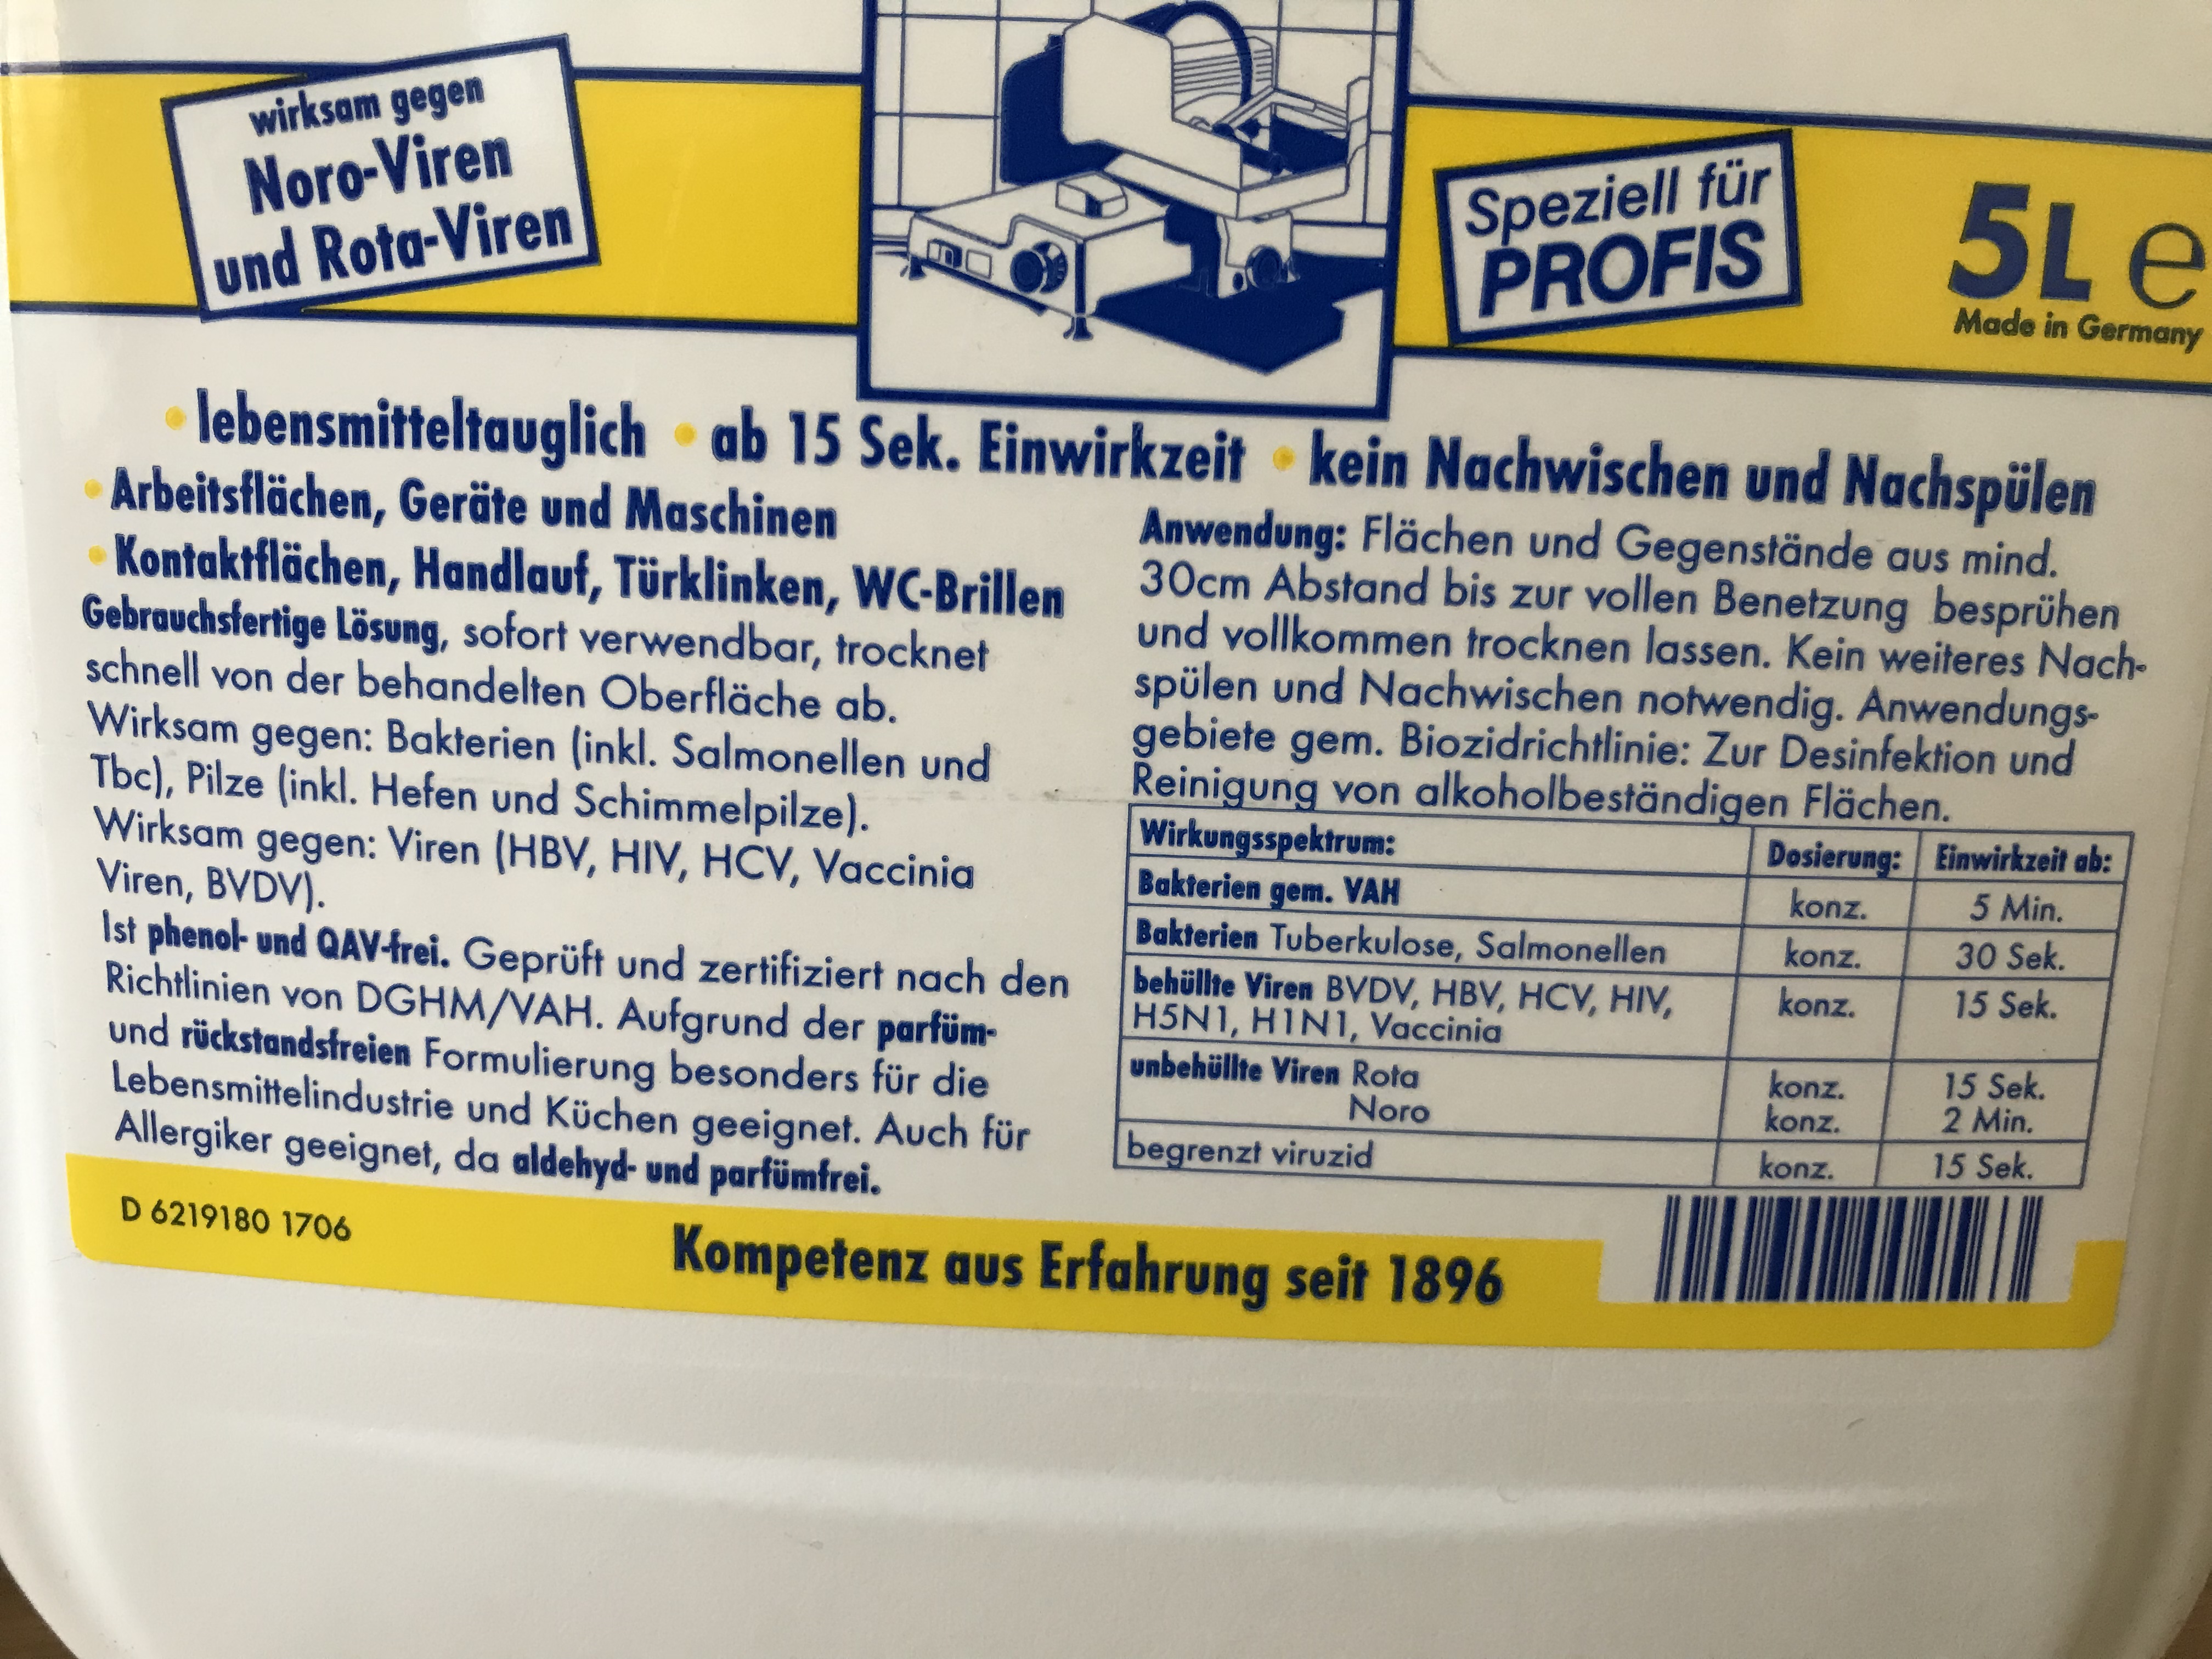 wirksam gegen
Noro-Viren
und Rota-Viren
Speziell für
PROFIS
5L e
Made in Germany
• lebensmitteltauglich • ab 15 Sek. Einwirkzeit • kein Nachwischen und Nachspülen
• Arbeitsflächen, Geräte und Maschinen
• Kontaktflächen, Handlauf, Türklinken, WC-Brillen
Gebrauchsfertige Lösung, sofort verwendbar, trocknet
schnell von der behandelten Oberfläche ab.
Wirksam gegen: Bakterien (inkl. Salmonellen und
Tbc), Pilze (inkl. Hefen und Schimmelpilze).
Wirksam gegen: Viren (HBV, HIV, HCV, Vaccinia
Viren, BVDV).
Ist phenol- und QAV-frei. Geprüft und zertifiziert nach den
Richtlinien von DGHM/VAH. Aufgrund der parfüm-
und rückstandsfreien Formulierung besonders für die
Lebensmittelindustrie und Küchen geeignet. Auch für
Allergiker geeignet, da aldehyd- und parfümfrei.
Anwendung: Flächen und Gegenstände aus mind.
30cm Abstand bis zur vollen Benetzung besprühen
und vollkommen trocknen lassen. Kein weiteres Nach-
spülen und Nachwischen notwendig. Anwendungs-
gebiete gem. Biozidrichtlinie: Zur Desinfektion und
Reinigung von alkoholbeständigen Flächen.
Wirkungsspektrum: Dosierung: Einwirkzeit ab:
Bakterien gem. VAH konz. 5 Min.
Bakterien Tuberkulose, Salmonellen konz. 30 Sek.
behüllte Viren BVDV, HBV, HCV, HIV, konz. 15 Sek.
H5N1, H1N1, Vaccinia
unbehüllte Viren Rota konz. 15 Sek.
Noro konz. 2 Min.
begrenzt viruzid konz. 15 Sek.
D 6219180 1706
Kompetenz aus Erfahrung seit 1896